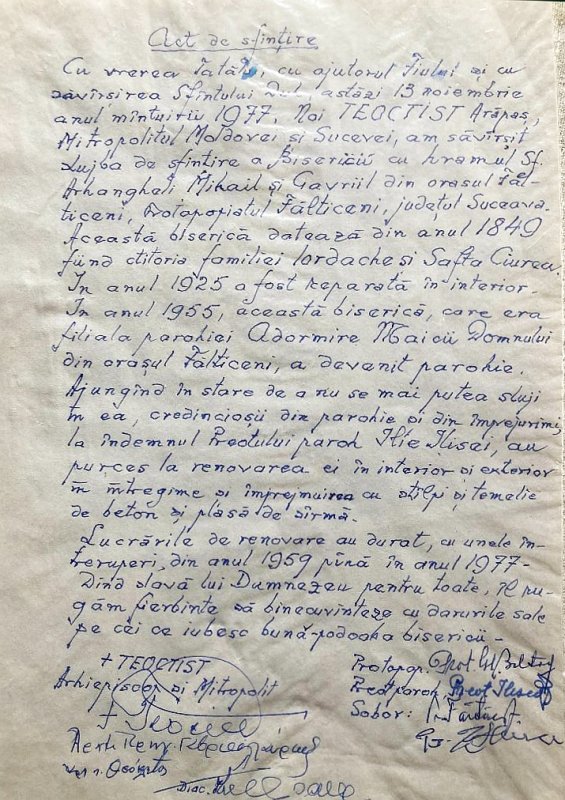 Act de sfințire
Cu vrerea Tatălui, cu ajutorul Fiului și cu
săvîrșirea Sfîntului Duh, astăzi 13 noiembrie
anul mîntuirii 1977. Noi TEOCTIST Arăpaș,
Mitropolitul Moldovei și Sucevei, am săvîrșit
slujba de sfințire a Bisericii cu hramul Sf.
Arhangheli Mihail și Gavriil din orașul Făl-
ticeni, Protopopiatul Fălticeni, județul Suceava.
Această biserică datează din anul 1849
fiind ctitoria familiei Iordache și Safta Ciurea.
In anul 1925 a fost reparată în interior.
In anul 1955, această biserică, care era
filiala parohiei Adormire Maicii Domnului
din orașul Fălticeni, a devenit parohie.
Ajungînd în stare de a nu se mai putea sluji
în ea, credincioșii din parohie și din împrejurimi,
la îndemnul Preotului paroh Ilie Ilisei, au
purces la renovarea ei în interior și exterior
în întregime și împrejmuirea cu stîlpi și temelie
de beton și plasă de sîrmă.
Lucrările de renovare au durat, cu unele în-
treruperi, din anul 1959 pînă în anul 1977-
Dînd slavă lui Dumnezeu pentru toate, Il ru-
găm fierbinte să binecuvinteze cu darurile sale
pe cei ce iubesc bună-podoaba bisericii -
+ TEOCTIST
Arhiepiscop și Mitropolit
Protopop:
Preot paroh: Preot Ilisei
Sobor:
Diac.